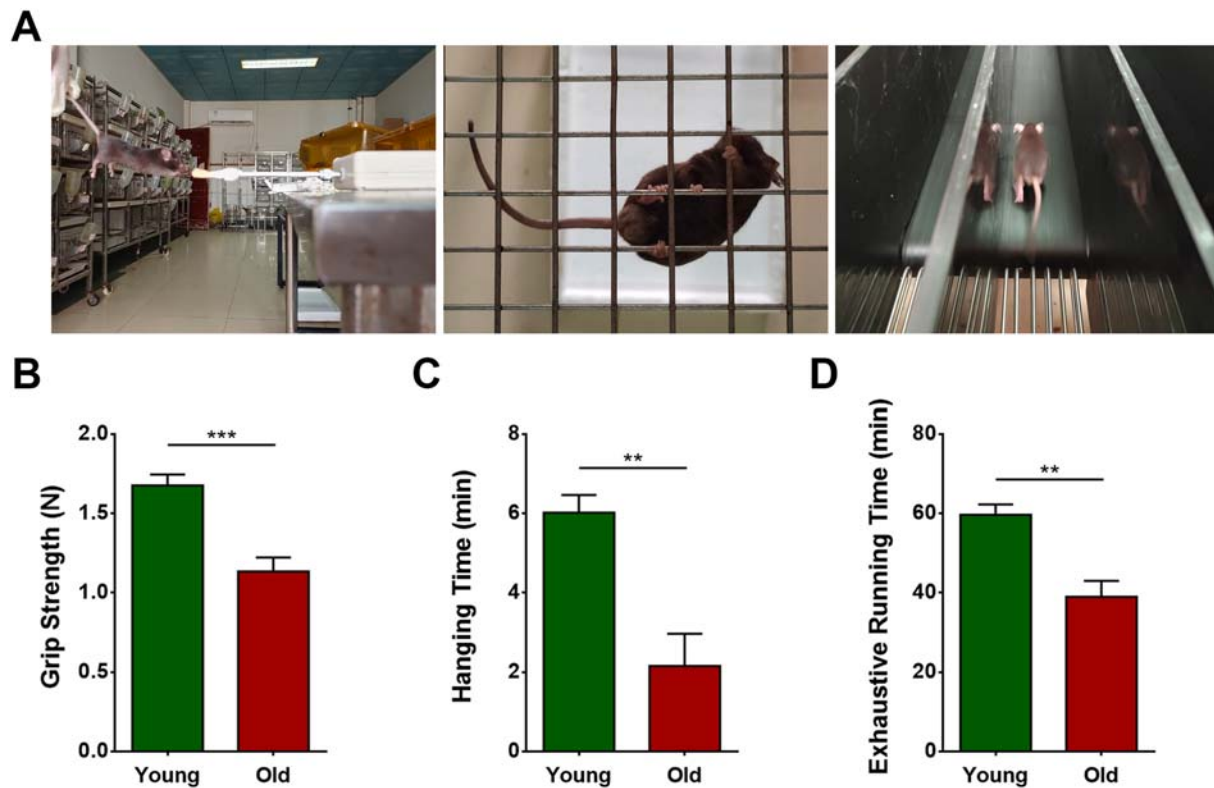 A
B
Grip Strength (N)
2.0
1.5
1.0
0.5
0.0
***
Young
Old
C
Hanging Time (min)
8
6
4
2
0
**
Young
Old
D
Exhaustive Running Time (min)
80
60
40
20
0
**
Young
Old